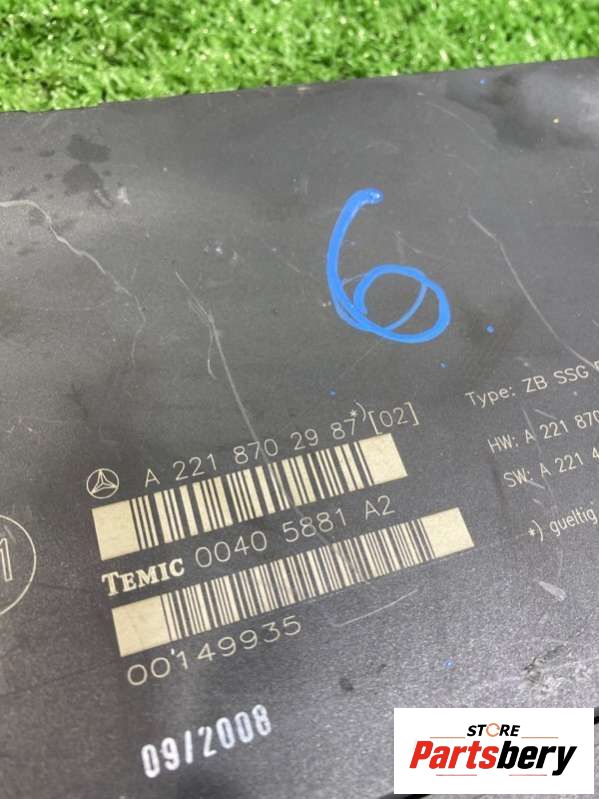 6
A 221 870 29 87 *) [02]
TEMIC 0040 5881 A2
00149935
09/2008
Type: ZB SSG
HW: A 221 870
SW: A 221 4
*) gueltig
1
STORE
Partsbery